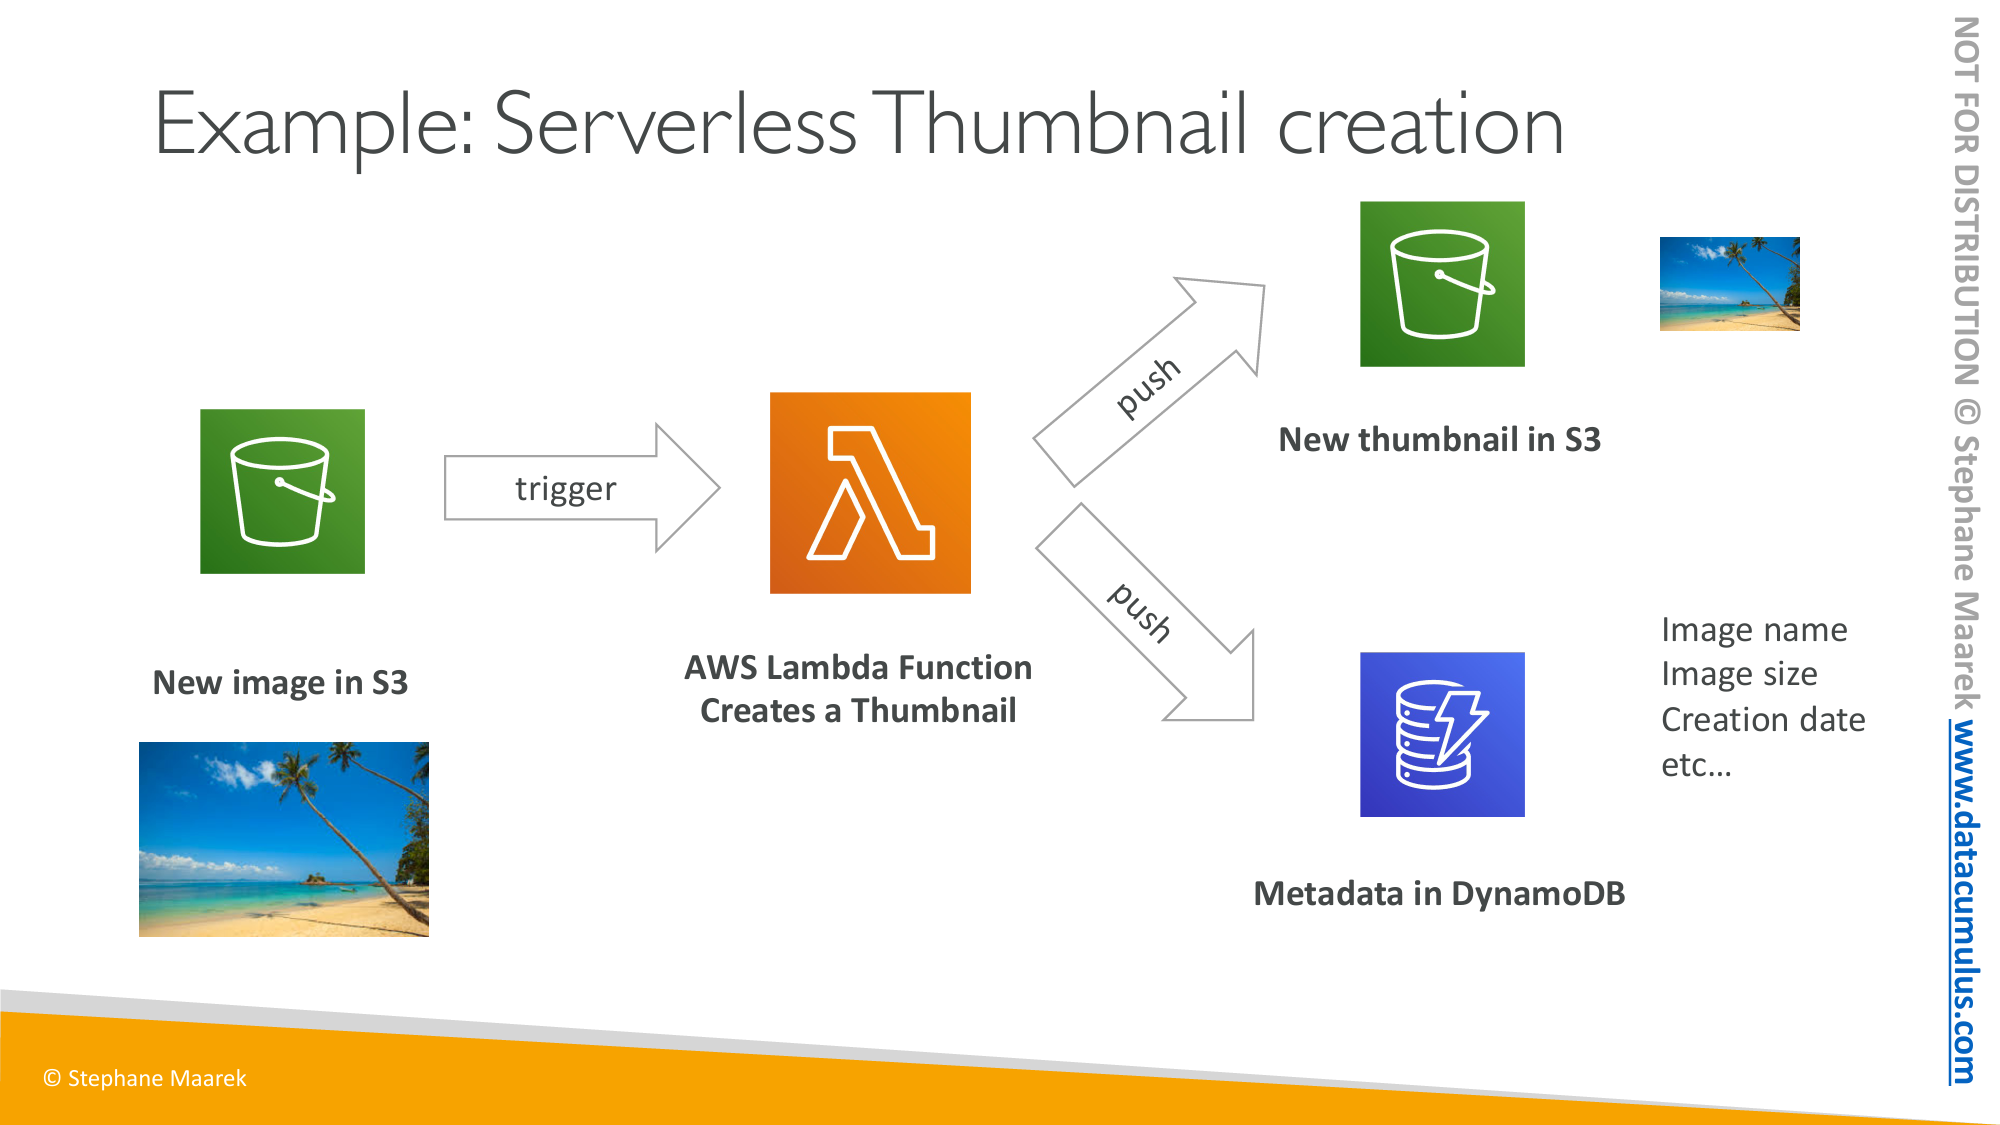 Example: Serverless Thumbnail creation
trigger
push
push
New image in S3
AWS Lambda Function
Creates a Thumbnail
New thumbnail in S3
Image name
Image size
Creation date
etc...
Metadata in DynamoDB
© Stephane Maarek
NOT FOR DISTRIBUTION © Stephane Maarek www.datacumulus.com